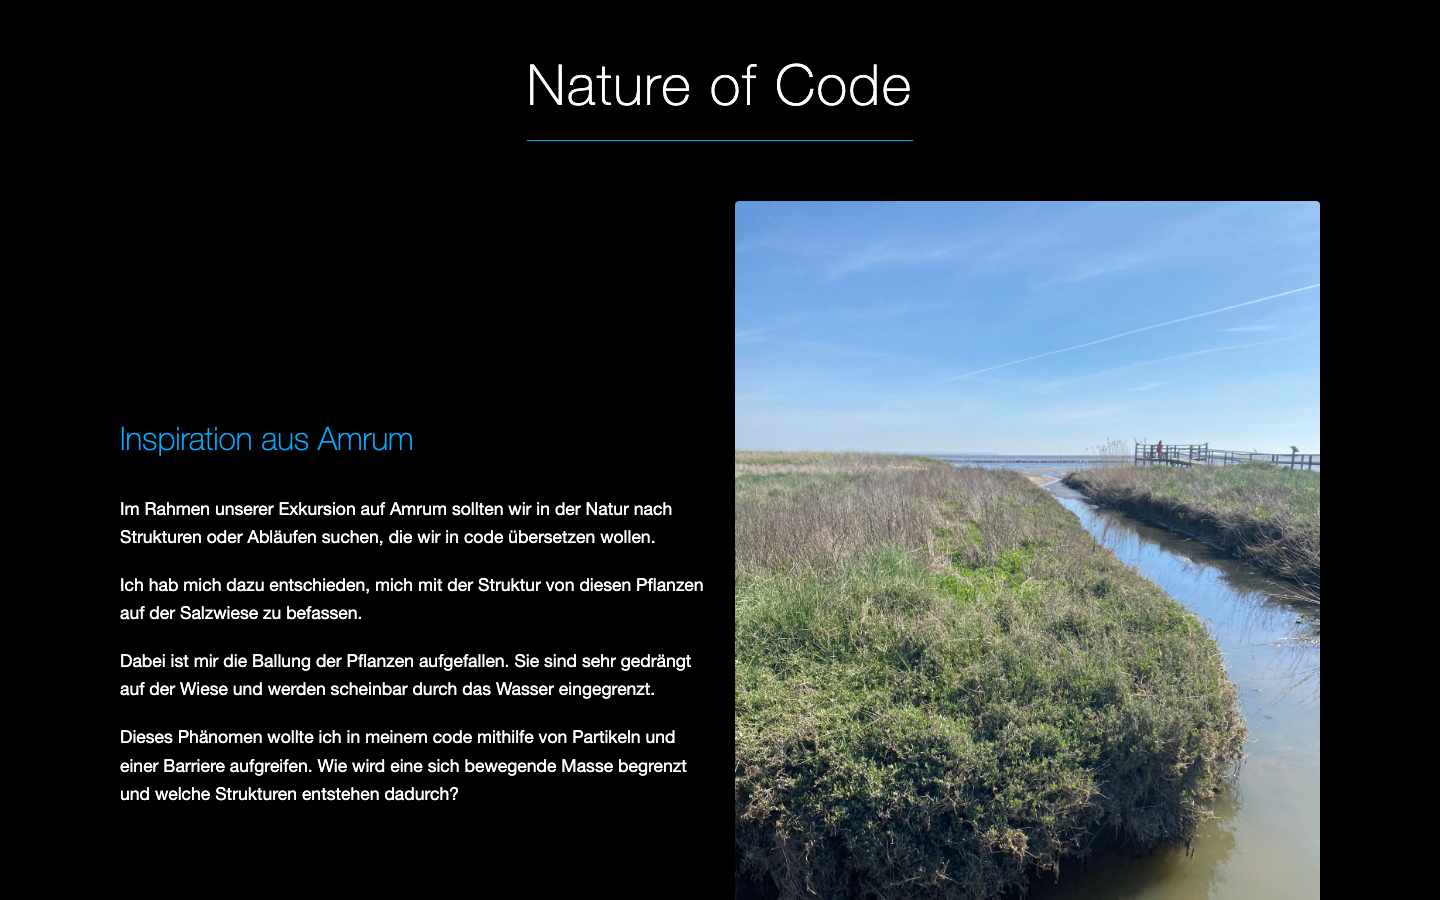 Nature of Code
Inspiration aus Amrum
Im Rahmen unserer Exkursion auf Amrum sollten wir in der Natur nach
Strukturen oder Abläufen suchen, die wir in code übersetzen wollen.
Ich hab mich dazu entschieden, mich mit der Struktur von diesen Pflanzen
auf der Salzwiese zu befassen.
Dabei ist mir die Ballung der Pflanzen aufgefallen. Sie sind sehr gedrängt
auf der Wiese und werden scheinbar durch das Wasser eingegrenzt.
Dieses Phänomen wollte ich in meinem code mithilfe von Partikeln und
einer Barriere aufgreifen. Wie wird eine sich bewegende Masse begrenzt
und welche Strukturen entstehen dadurch?